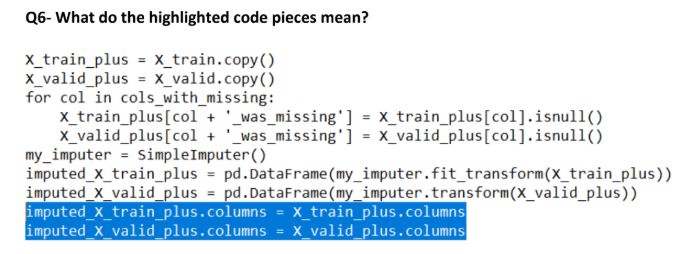 Q6- What do the highlighted code pieces mean?
X_train_plus = X_train.copy()
X_valid_plus = X_valid.copy()
for col in cols_with_missing:
    X_train_plus[col + '_was_missing'] = X_train_plus[col].isnull()
    X_valid_plus[col + '_was_missing'] = X_valid_plus[col].isnull()
my_imputer = SimpleImputer()
imputed_X_train_plus = pd.DataFrame(my_imputer.fit_transform(X_train_plus))
imputed_X_valid_plus = pd.DataFrame(my_imputer.transform(X_valid_plus))
imputed_X_train_plus.columns = X_train_plus.columns
imputed_X_valid_plus.columns = X_valid_plus.columns